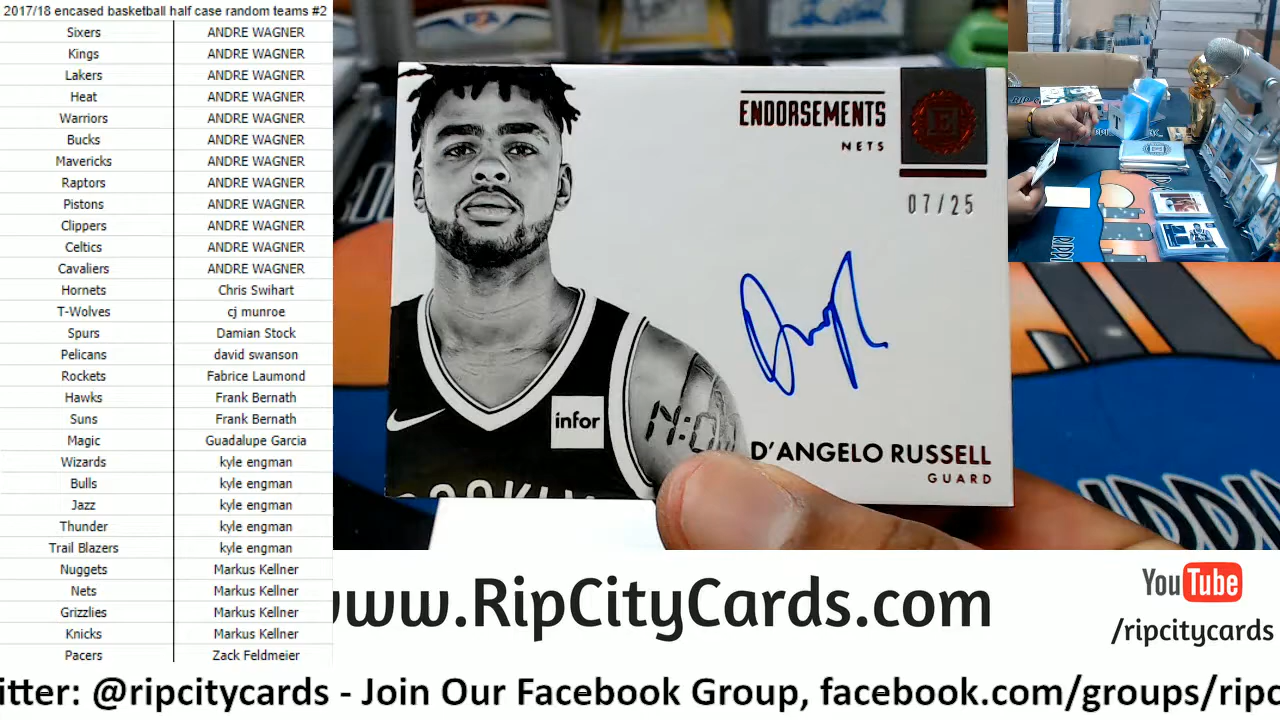 2017/18 encased basketball half case random teams #2
Sixers ANDRE WAGNER
Kings ANDRE WAGNER
Lakers ANDRE WAGNER
Heat ANDRE WAGNER
Warriors ANDRE WAGNER
Bucks ANDRE WAGNER
Mavericks ANDRE WAGNER
Raptors ANDRE WAGNER
Pistons ANDRE WAGNER
Clippers ANDRE WAGNER
Celtics ANDRE WAGNER
Cavaliers ANDRE WAGNER
Hornets Chris Swihart
T-Wolves cj munroe
Spurs Damian Stock
Pelicans david swanson
Rockets Fabrice Laumond
Hawks Frank Bernath
Suns Frank Bernath
Magic Guadalupe Garcia
Wizards kyle engman
Bulls kyle engman
Jazz kyle engman
Thunder kyle engman
Trail Blazers kyle engman
Nuggets Markus Kellner
Nets Markus Kellner
Grizzlies Markus Kellner
Knicks Markus Kellner
Pacers Zack Feldmeier
ENDORSEMENTS
NETS
E
07/25
infor
D'ANGELO RUSSELL
GUARD
www.RipCityCards.com
YouTube
/ripcitycards
itter: @ripcitycards - Join Our Facebook Group, facebook.com/groups/ripc